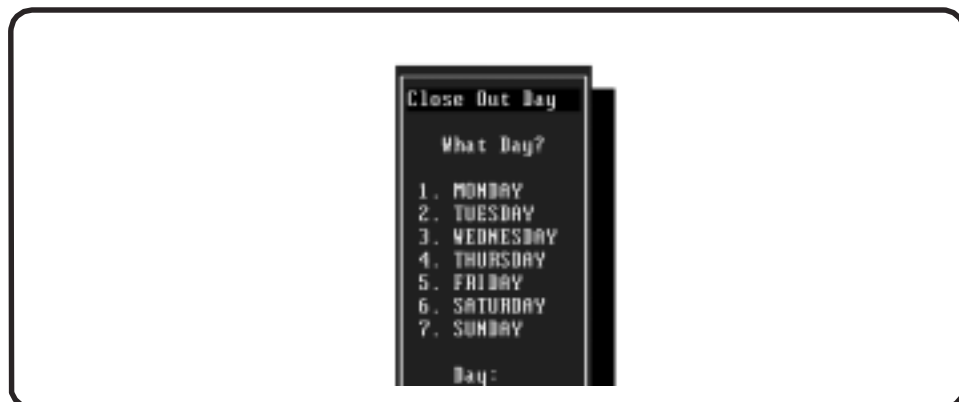 Close Out Day
What Day?
1. MONDAY
2. TUESDAY
3. WEDNESDAY
4. THURSDAY
5. FRIDAY
6. SATURDAY
7. SUNDAY
Day: